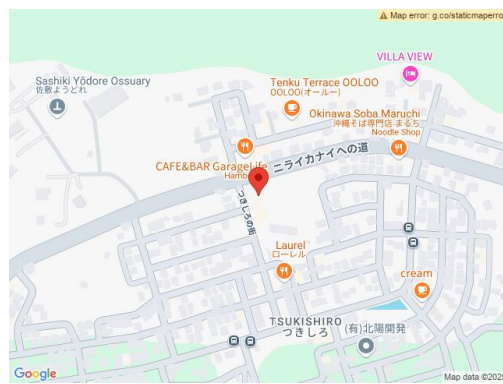 Map error: g.co/staticmaperro
VILLA VIEW
Sashiki Yōdore Ossuary
佐敷ようどれ
Tenku Terrace OOLOO
OOLOO(オールー)
Okinawa Soba Maruchi
沖縄そば専門店 まるち
Noodle Shop
CAFE&BAR GarageLife
Hamb
ニライカナイへの道
つきしろの街
Laurel
ローレル
cream
TSUKISHIRO
つきしろ
(有)北陽開発
Google
Map data ©202